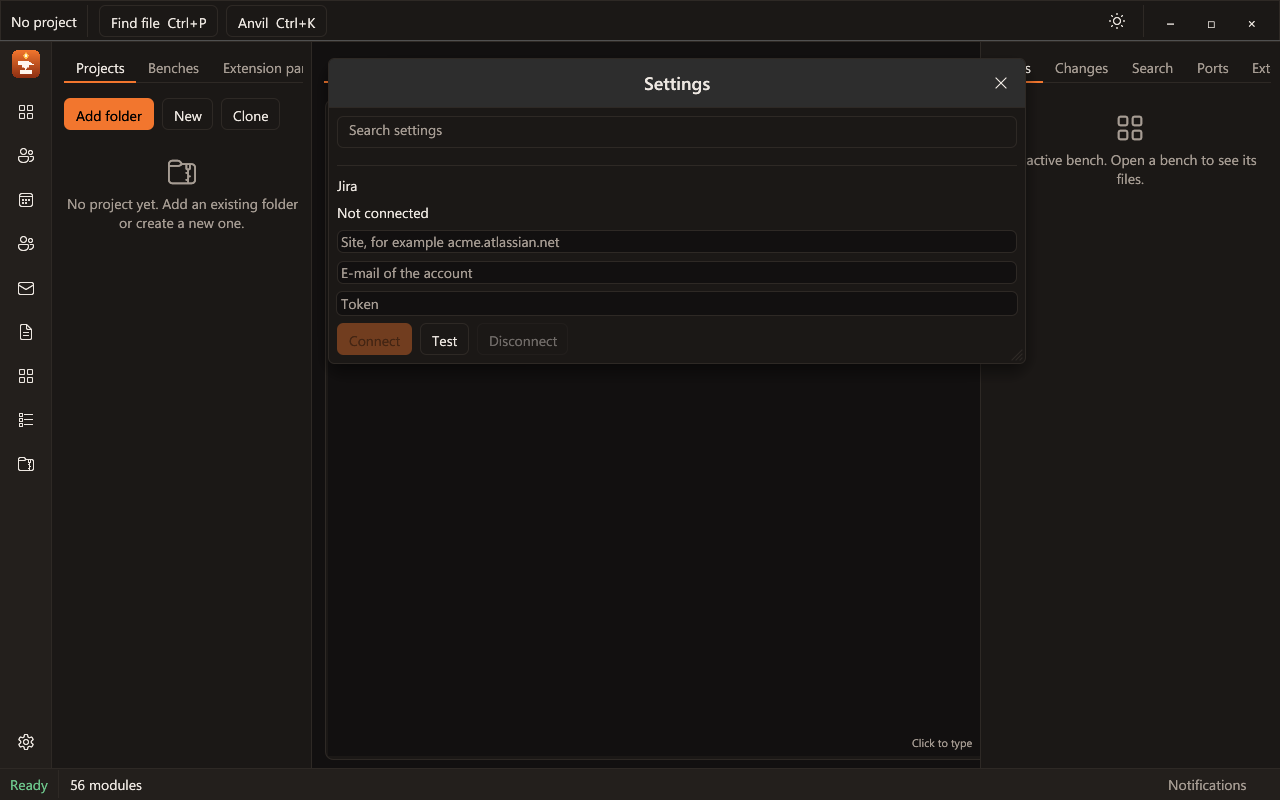 No project
Find file Ctrl+P
Anvil Ctrl+K
Projects
Benches
Extension
Changes
Search
Ports
Ext
Add folder
New
Clone
No project yet. Add an existing folder
or create a new one.
Settings
Search settings
Jira
Not connected
Site, for example acme.atlassian.net
E-mail of the account
Token
Connect
Test
Disconnect
active bench. Open a bench to see its
files.
Click to type
Ready
56 modules
Notifications